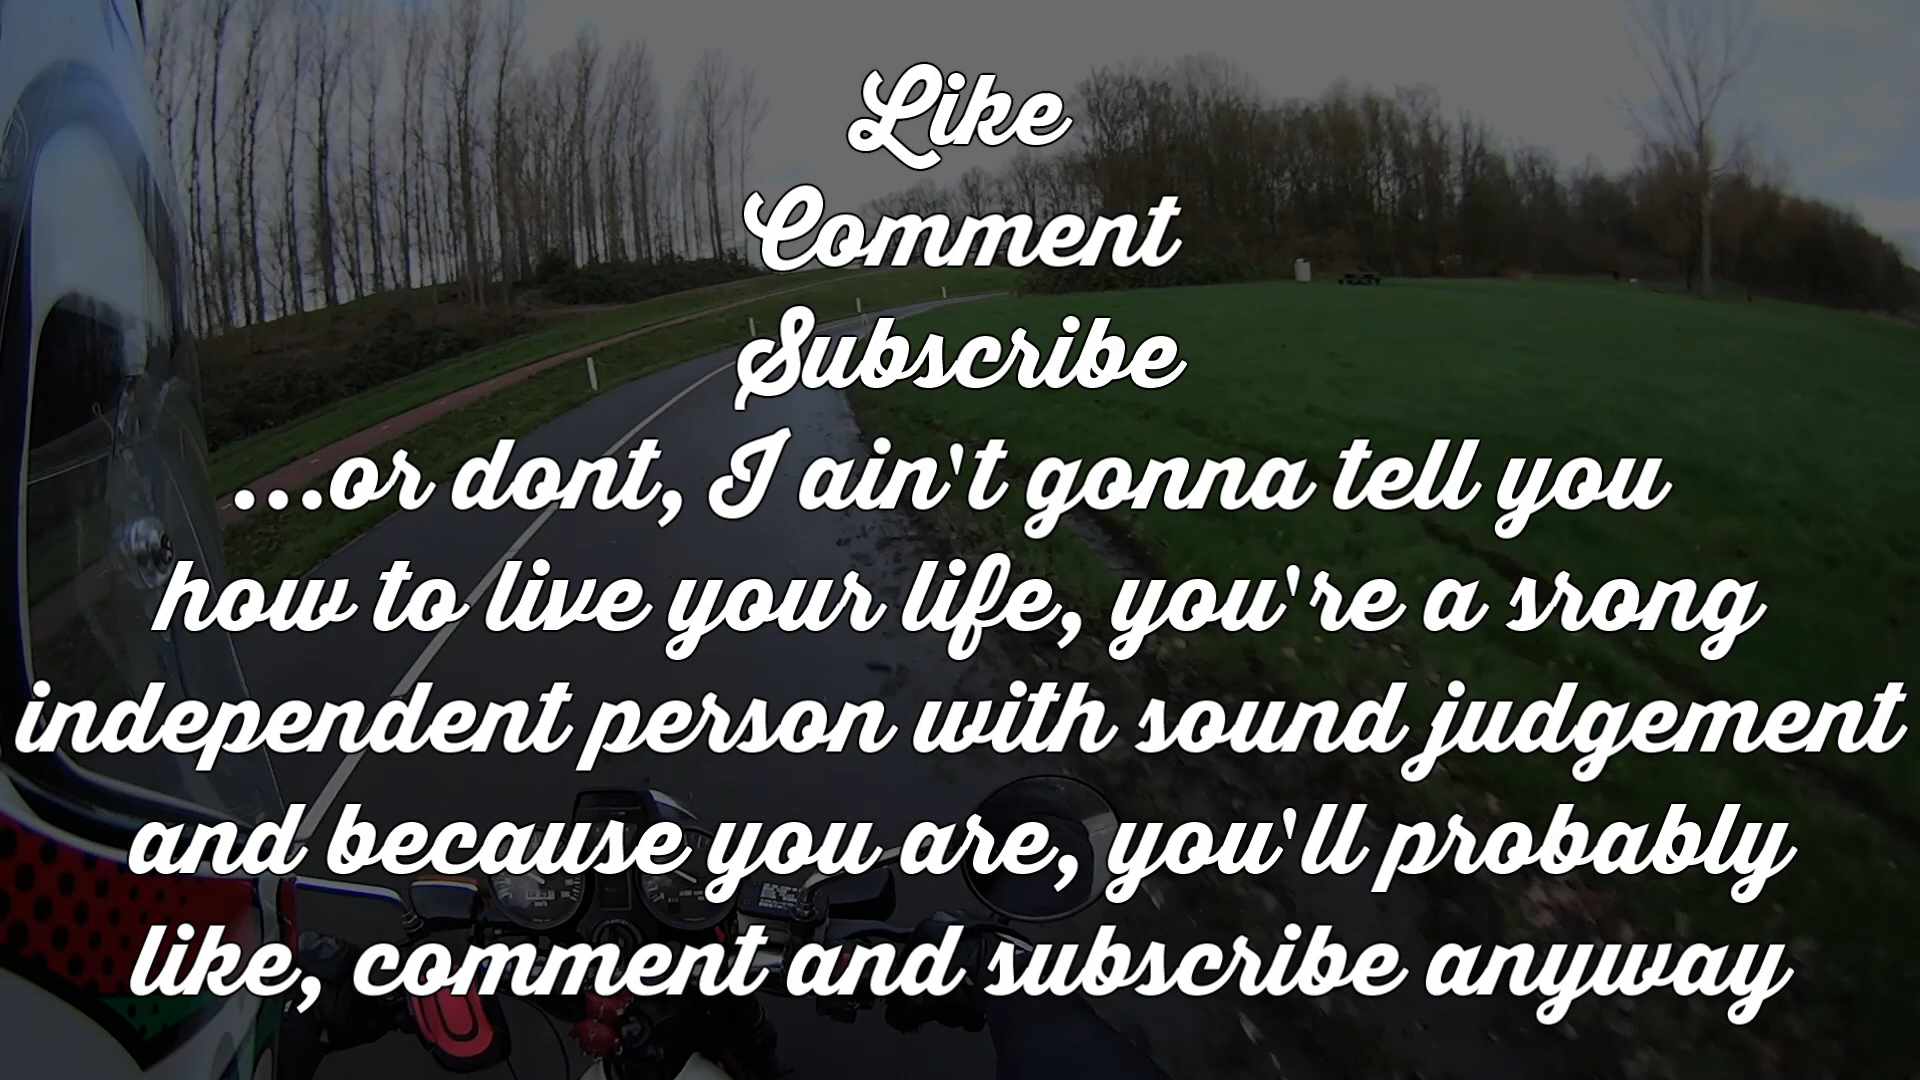 Like
Comment
Subscribe
...or dont, I ain't gonna tell you
how to live your life, you're a srong
independent person with sound judgement
and because you are, you'll probably
like, comment and subscribe anyway